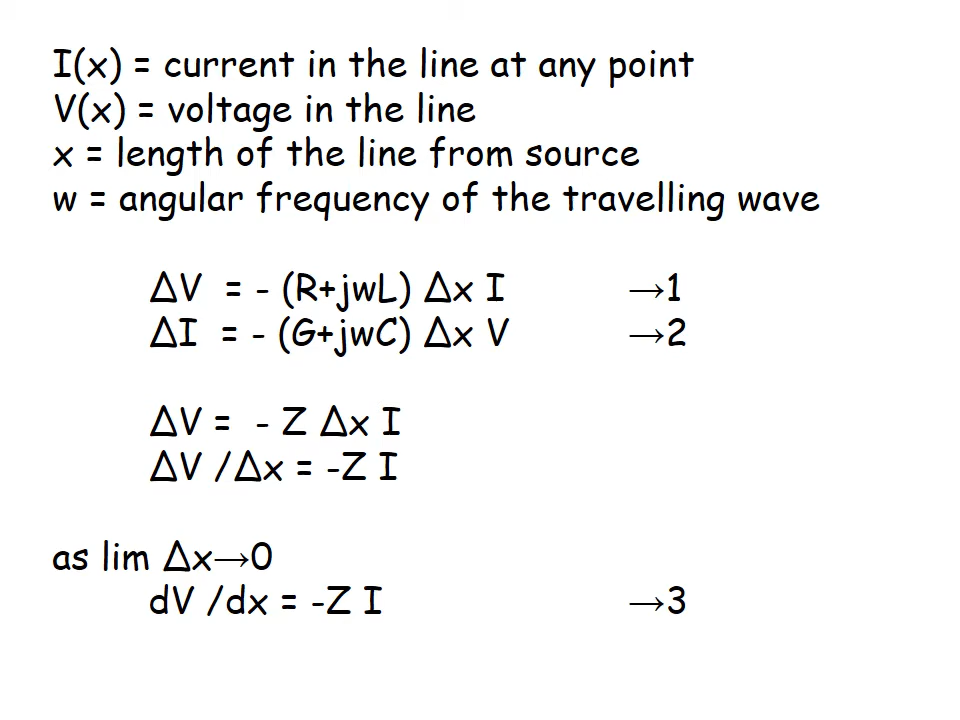 I(x) = current in the line at any point
V(x) = voltage in the line
x = length of the line from source
w = angular frequency of the travelling wave
ΔV = - (R+jwL) Δx I →1
ΔI = - (G+jwC) Δx V →2
ΔV = - Z Δx I
ΔV /Δx = -Z I
as lim Δx→0
dV /dx = -Z I →3